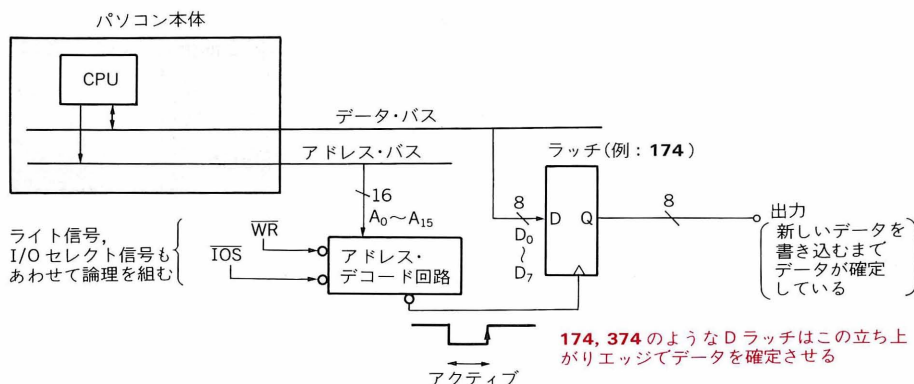 パソコン本体
CPU
データ・バス
アドレス・バス
ラッチ(例：174)
16
A0～A15
8
D0
～
D7
D Q
8
出力
新しいデータを
書き込むまで
データが確定
している
ライト信号,
I/O セレクト信号も
あわせて論理を組む
WR
IOS
アドレス・
デコード回路
アクティブ
174, 374 のような D ラッチはこの立ち上
がりエッジでデータを確定させる